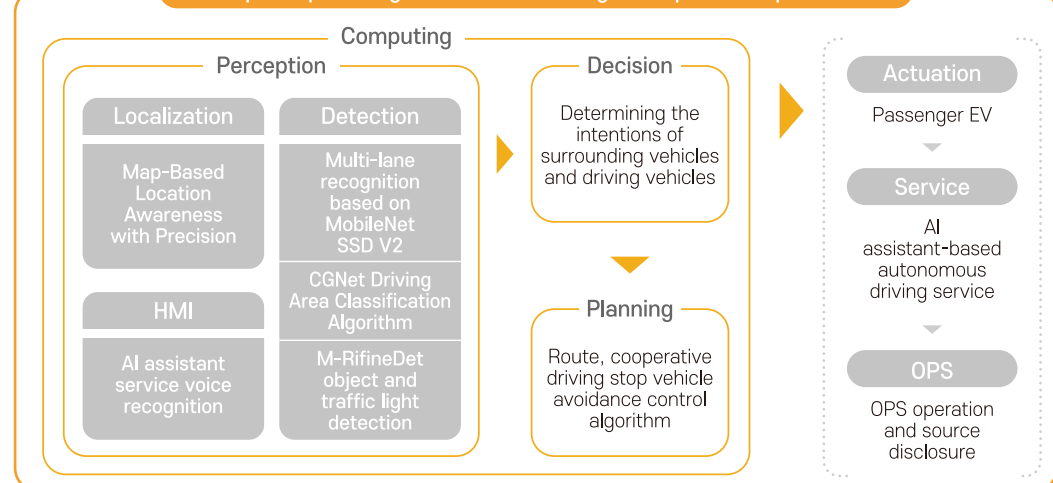 Computing
Perception
Localization
Map-Based
Location
Awareness
with Precision
HMI
AI assistant
service voice
recognition
Detection
Multi-lane
recognition
based on
MobileNet
SSD V2
CGNet Driving
Area Classification
Algorithm
M-RifineDet
object and
traffic light
detection
Decision
Determining the
intentions of
surrounding vehicles
and driving vehicles
Planning
Route, cooperative
driving stop vehicle
avoidance control
algorithm
Actuation
Passenger EV
Service
AI
assistant-based
autonomous
driving service
OPS
OPS operation
and source
disclosure